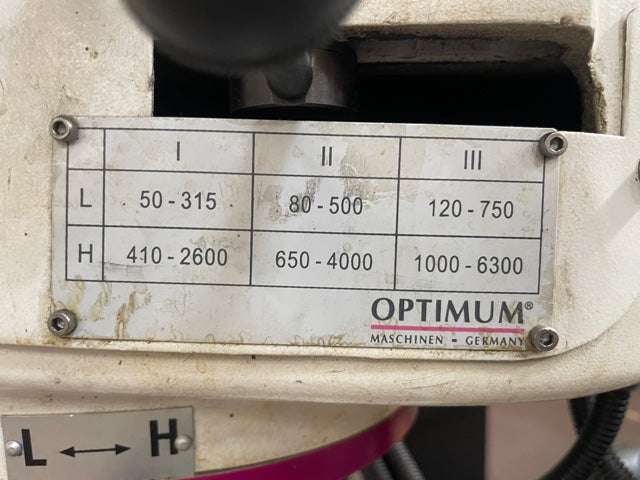 I II III
L 50 - 315 80 - 500 120 - 750
H 410 - 2600 650 - 4000 1000 - 6300
OPTIMUM®
MASCHINEN - GERMANY
L ↔ H